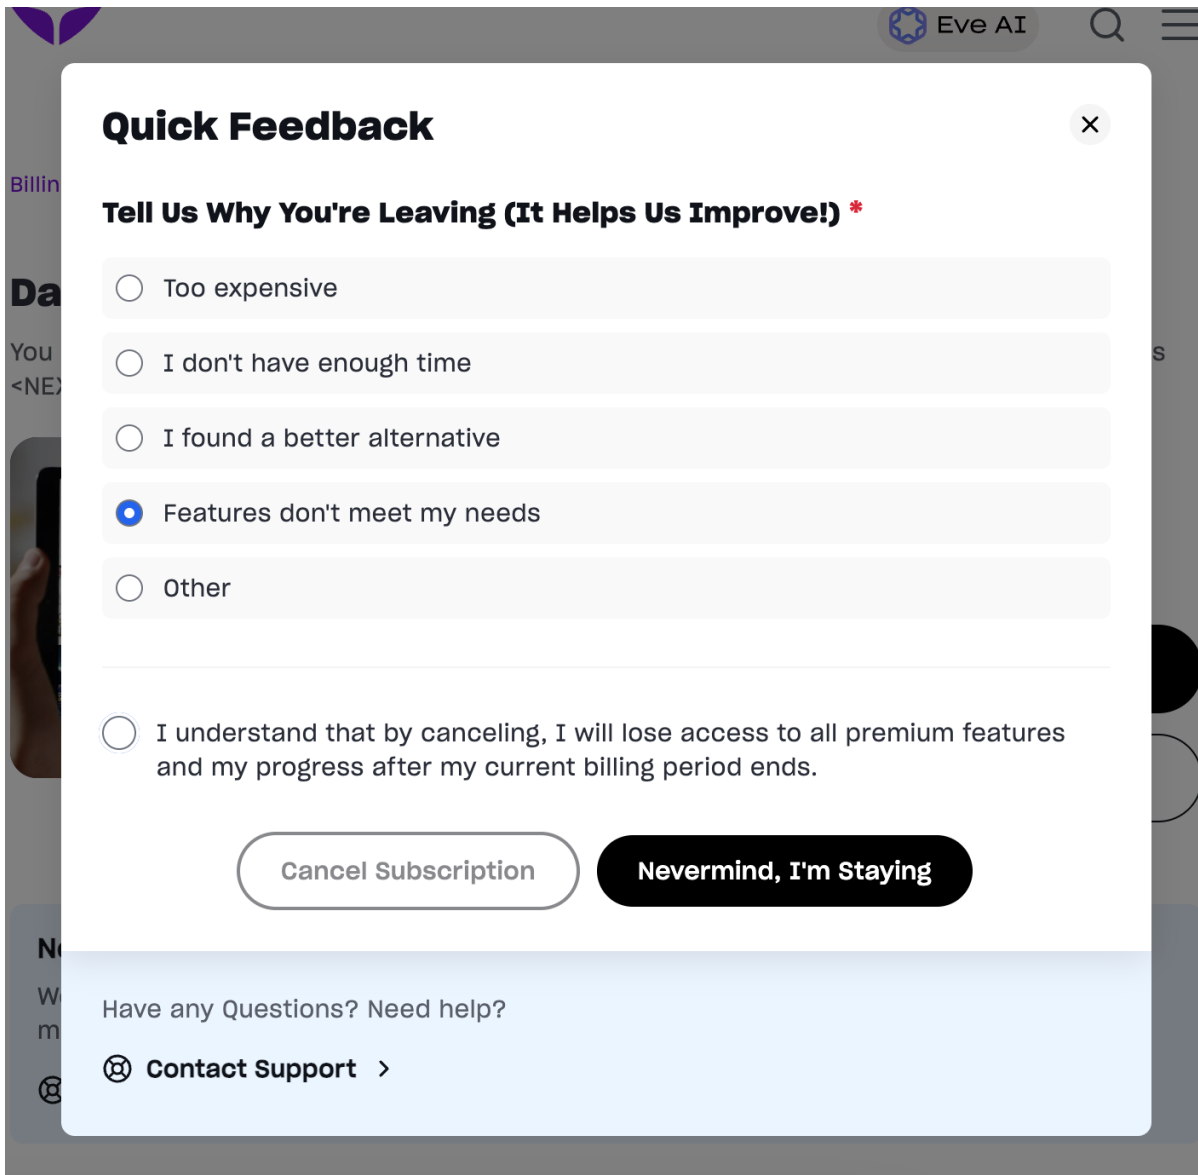 Eve AI
Quick Feedback
Billin
Tell Us Why You're Leaving (It Helps Us Improve!) *
Too expensive
Da
You
s
I don't have enough time
<NEX
I found a better alternative
Features don't meet my needs
Other
I understand that by canceling, I will lose access to all premium features
and my progress after my current billing period ends.
Cancel Subscription
Nevermind, I'm Staying
Have any Questions? Need help?
Contact Support